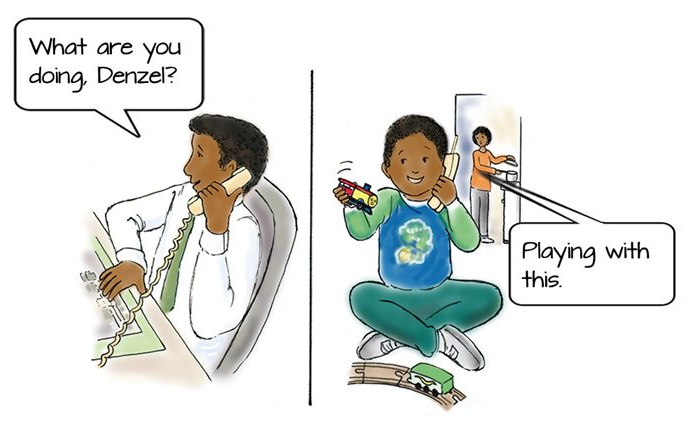 What are you
doing, Denzel?
Playing with
this.